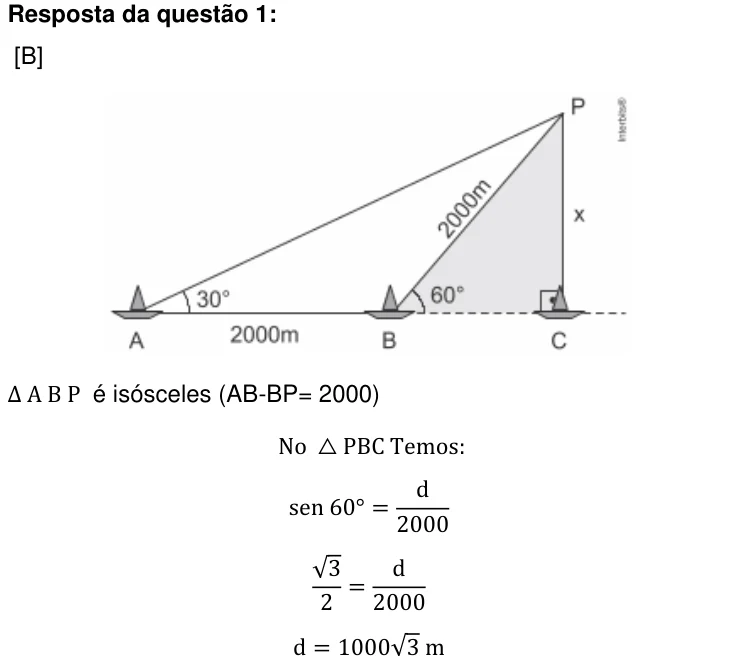 Resposta da questão 1:
[B]
P
Interbits®
2000m
x
30°
60°
A
2000m
B
C
Δ A B P é isósceles (AB-BP= 2000)
No △ PBC Temos:
sen 60° = d/2000
√3/2 = d/2000
d = 1000√3 m